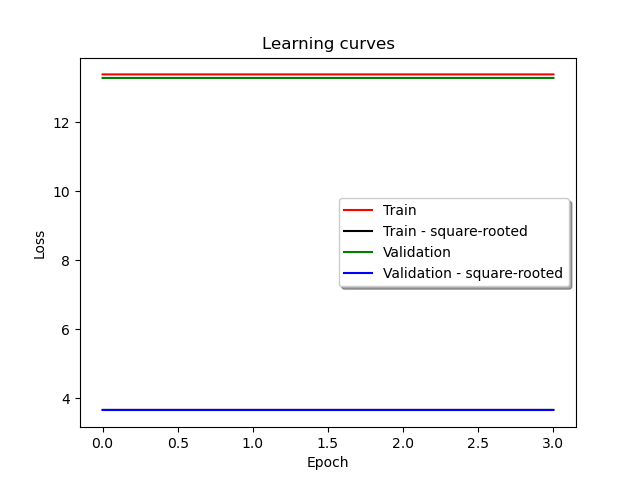 Learning curves
Loss
12
10
8
6
4
Train
Train - square-rooted
Validation
Validation - square-rooted
0.0 0.5 1.0 1.5 2.0 2.5 3.0
Epoch